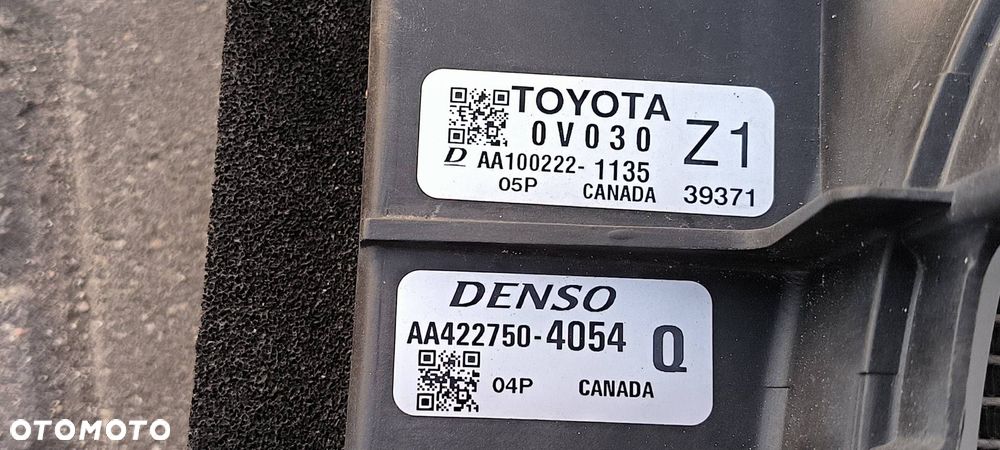 TOYOTA
0V030
Z1
D AA100222-1135
05P CANADA 39371
DENSO
AA422750-4054 Q
04P CANADA
OTOMOTO